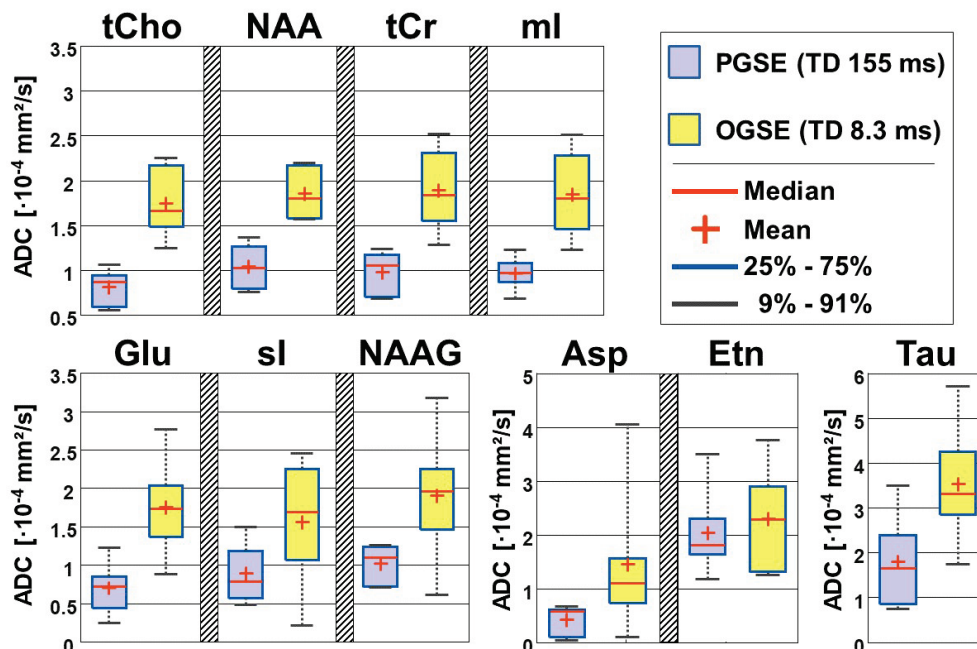 tCho NAA tCr mI
3.5
3
2.5
2
1.5
1
0.5
ADC [·10⁻⁴ mm²/s]
PGSE (TD 155 ms)
OGSE (TD 8.3 ms)
Median
Mean
25% - 75%
9% - 91%
Glu sI NAAG
3.5
3
2.5
2
1.5
1
0.5
0
ADC [·10⁻⁴ mm²/s]
Asp Etn
5
4
3
2
1
0
ADC [·10⁻⁴ mm²/s]
Tau
6
5
4
3
2
1
0
ADC [·10⁻⁴ mm²/s]